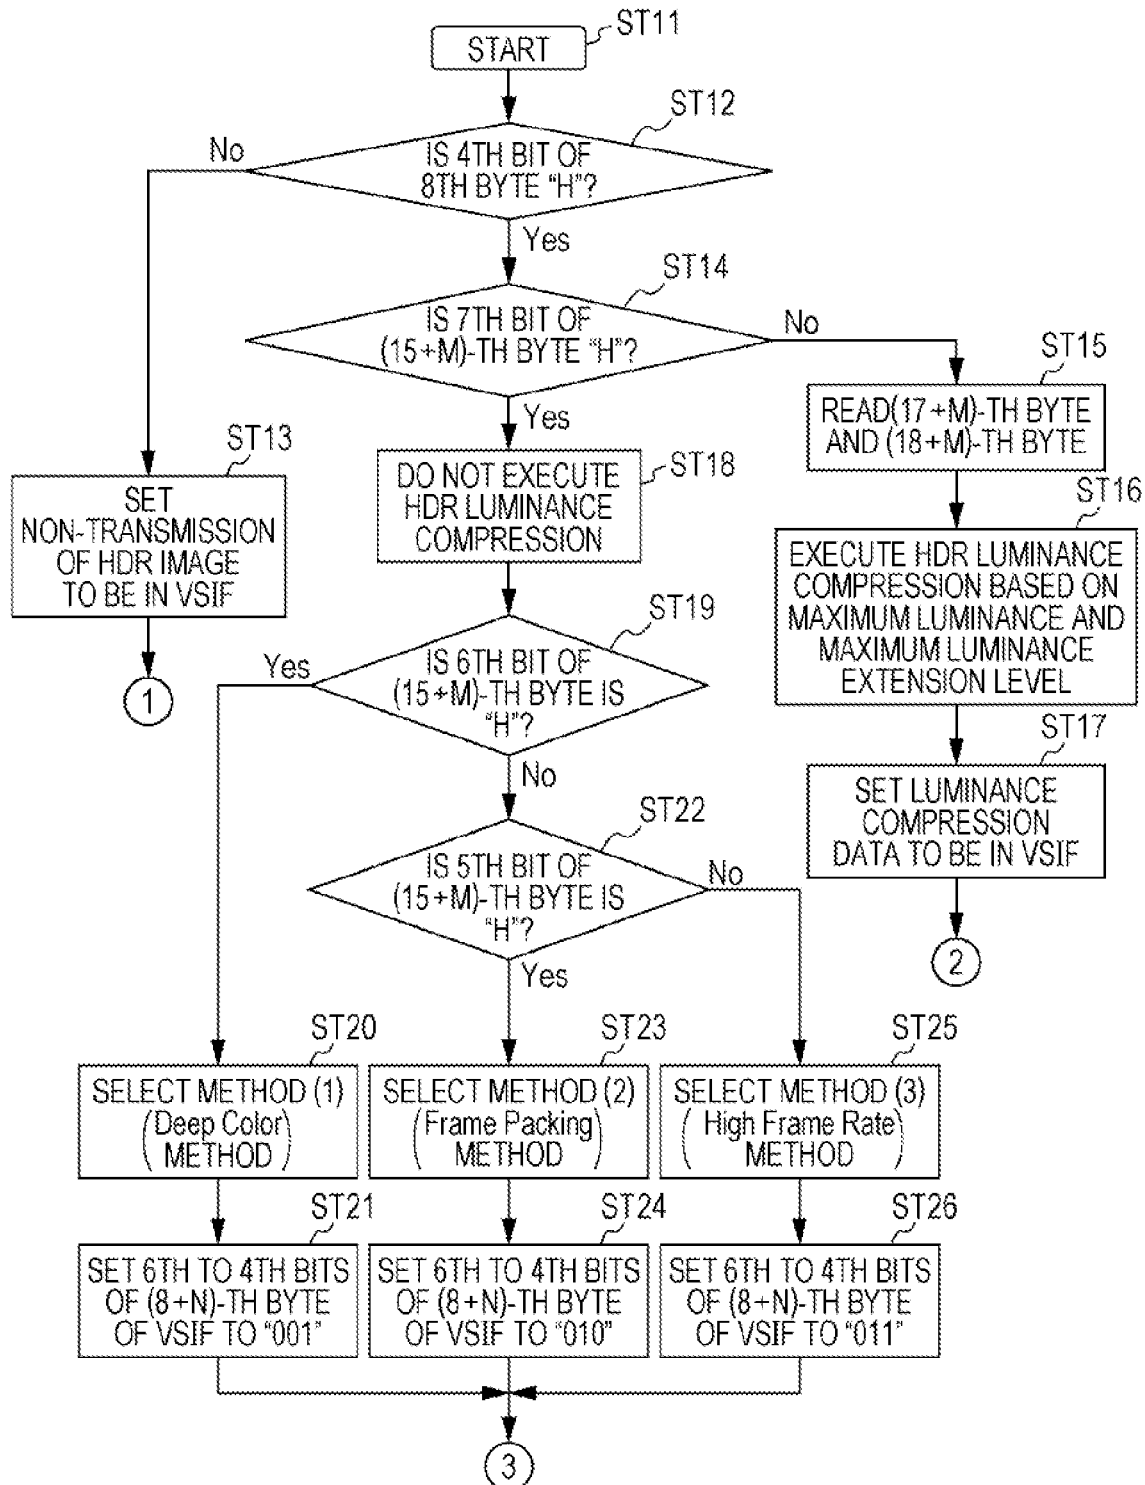 ST11
START
ST12
No
IS 4TH BIT OF
8TH BYTE “H”?
Yes
ST14
IS 7TH BIT OF
(15+M)-TH BYTE “H”?
No
Yes
ST15
READ(17+M)-TH BYTE
AND (18+M)-TH BYTE
ST13
SET
NON-TRANSMISSION
OF HDR IMAGE
TO BE IN VSIF
1
ST18
DO NOT EXECUTE
HDR LUMINANCE
COMPRESSION
ST16
EXECUTE HDR LUMINANCE
COMPRESSION BASED ON
MAXIMUM LUMINANCE AND
MAXIMUM LUMINANCE
EXTENSION LEVEL
ST19
Yes
IS 6TH BIT OF
(15+M)-TH BYTE IS
“H”?
No
ST17
SET LUMINANCE
COMPRESSION
DATA TO BE IN VSIF
2
ST22
IS 5TH BIT OF
(15+M)-TH BYTE IS
“H”?
No
Yes
ST20
SELECT METHOD (1)
(Deep Color
METHOD)
ST23
SELECT METHOD (2)
(Frame Packing
METHOD)
ST25
SELECT METHOD (3)
(High Frame Rate
METHOD)
ST21
SET 6TH TO 4TH BITS
OF (8+N)-TH BYTE
OF VSIF TO “001”
ST24
SET 6TH TO 4TH BITS
OF (8+N)-TH BYTE
OF VSIF TO “010”
ST26
SET 6TH TO 4TH BITS
OF (8+N)-TH BYTE
OF VSIF TO “011”
3